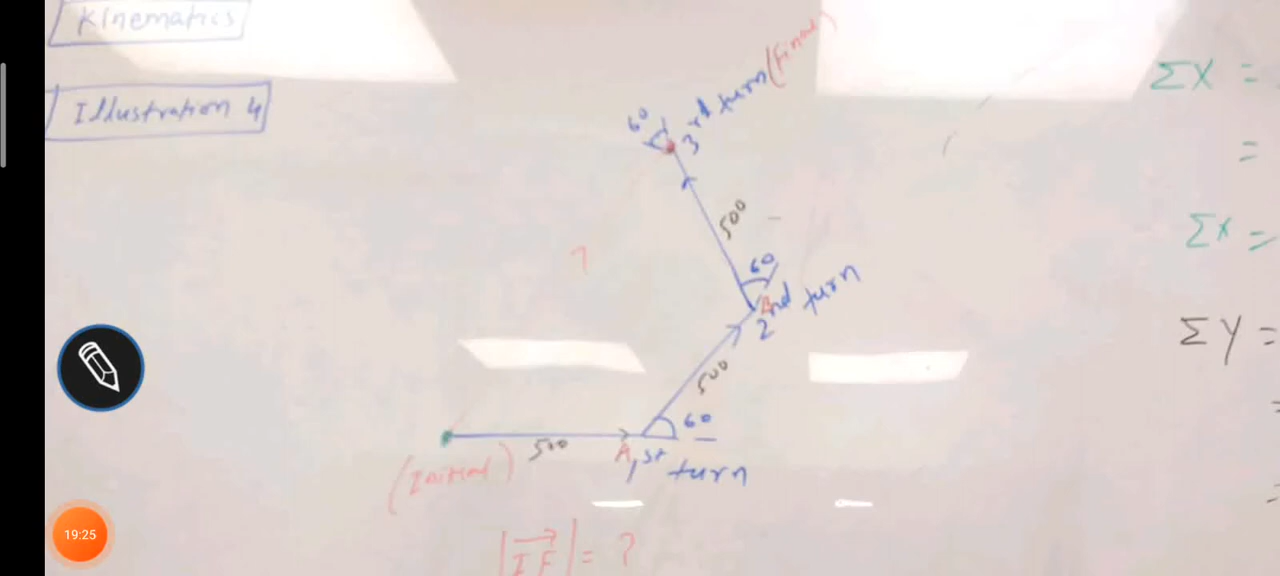 Kinematics
Illustration 4
ΣX =
=
ΣX =
ΣY =
60
3rd turn (Final)
500
60
B
2nd turn
500
60
500
A
1st turn
(Initial)
|IF| = ?
19:25